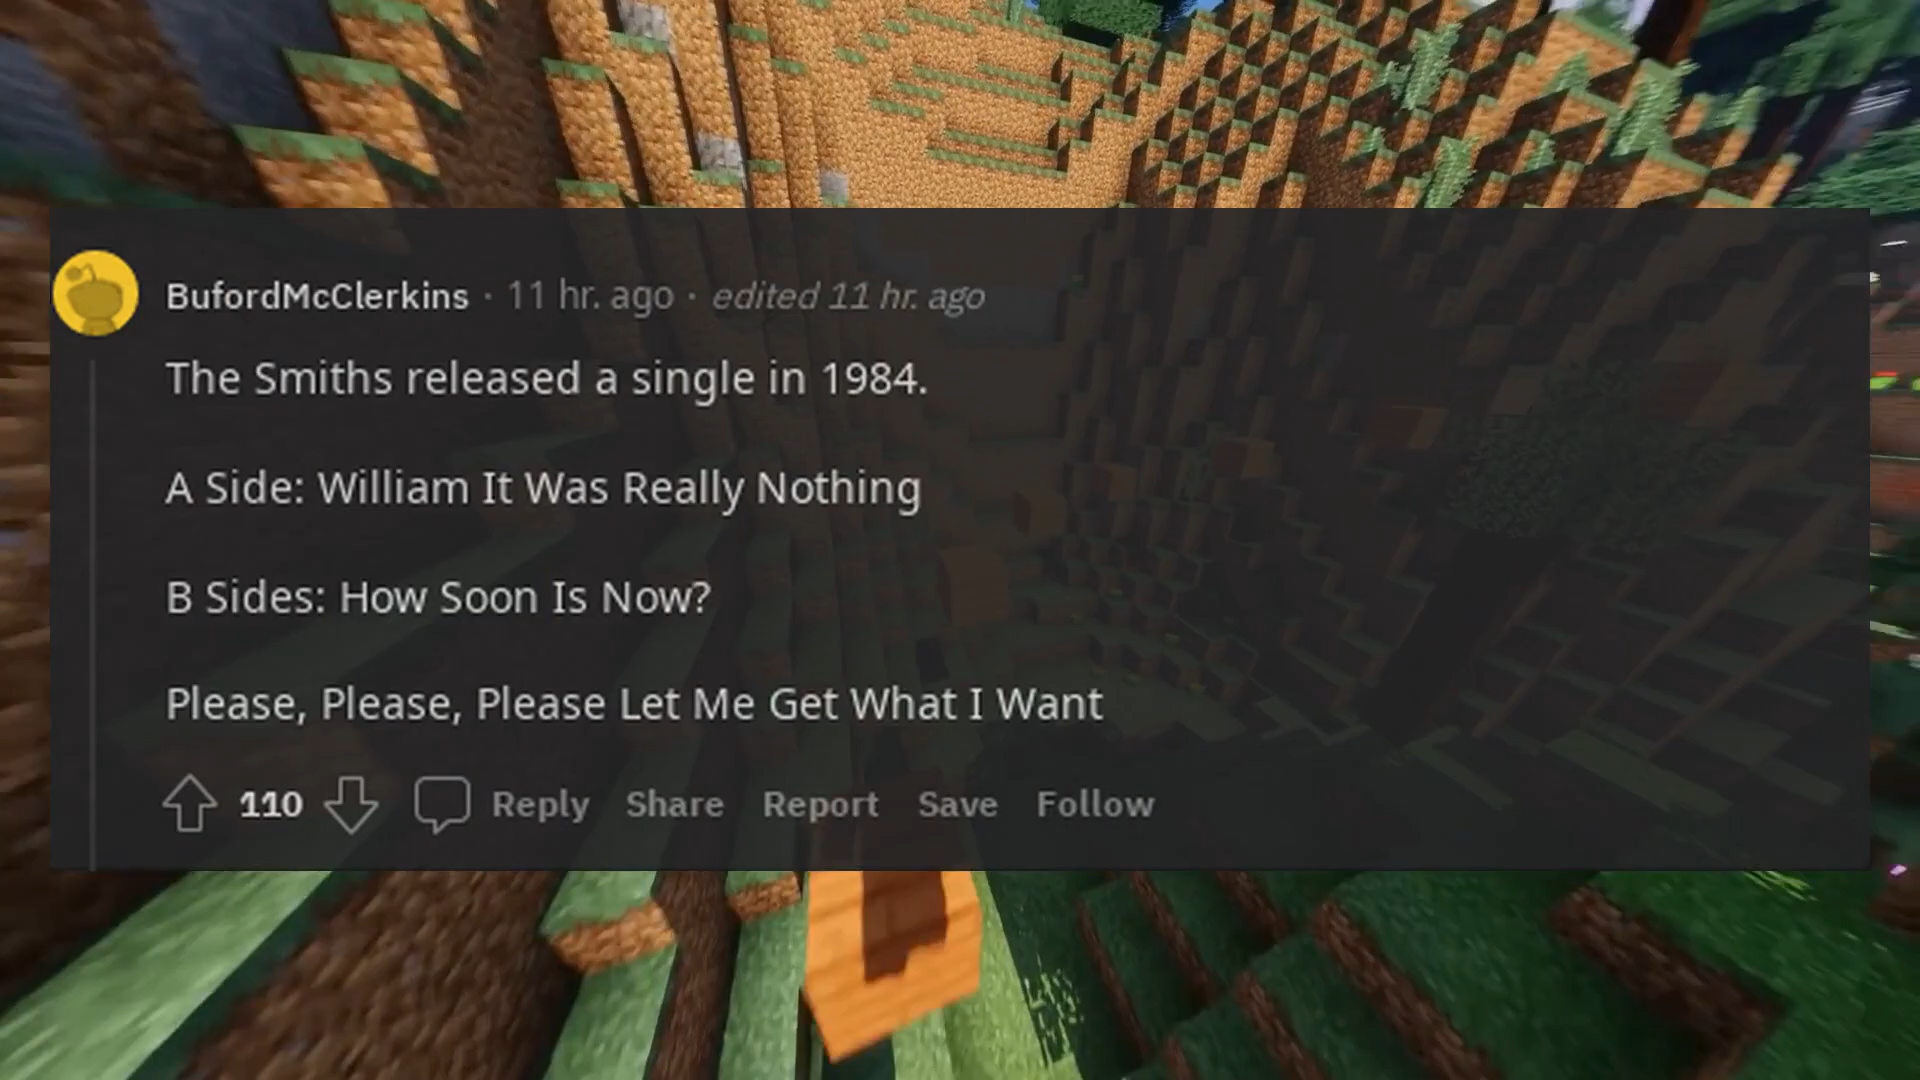 BufordMcClerkins · 11 hr. ago · edited 11 hr. ago
The Smiths released a single in 1984.
A Side: William It Was Really Nothing
B Sides: How Soon Is Now?
Please, Please, Please Let Me Get What I Want
110 Reply Share Report Save Follow